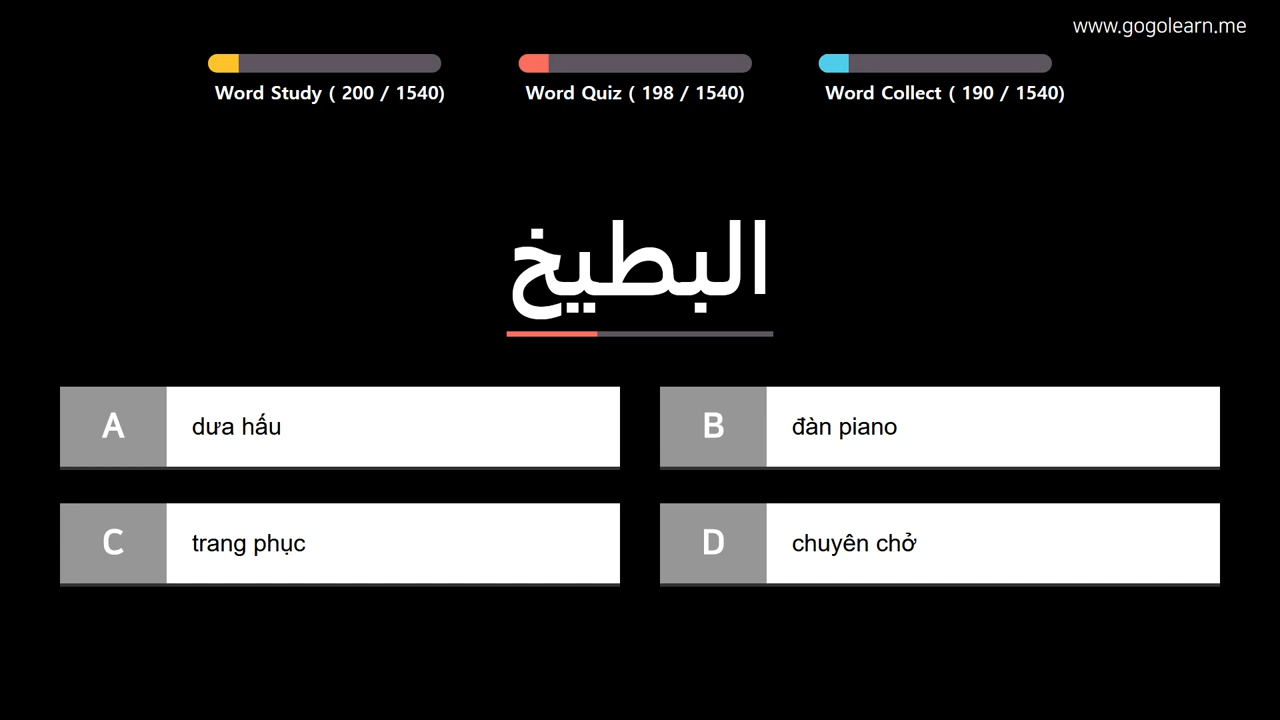 www.gogolearn.me
Word Study ( 200 / 1540)
Word Quiz ( 198 / 1540)
Word Collect ( 190 / 1540)
البطيخ
A
dưa hấu
B
đàn piano
C
trang phục
D
chuyên chở